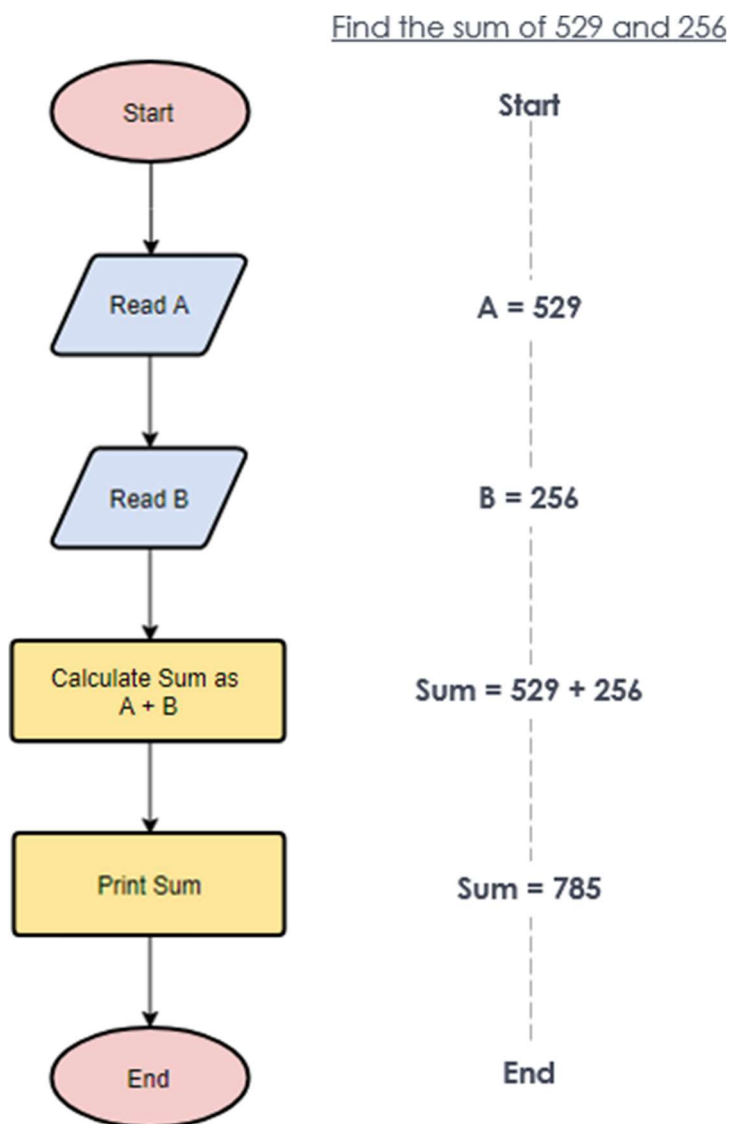 Find the sum of 529 and 256
Start
Start
Read A
A = 529
Read B
B = 256
Calculate Sum as
A + B
Sum = 529 + 256
Print Sum
Sum = 785
End
End